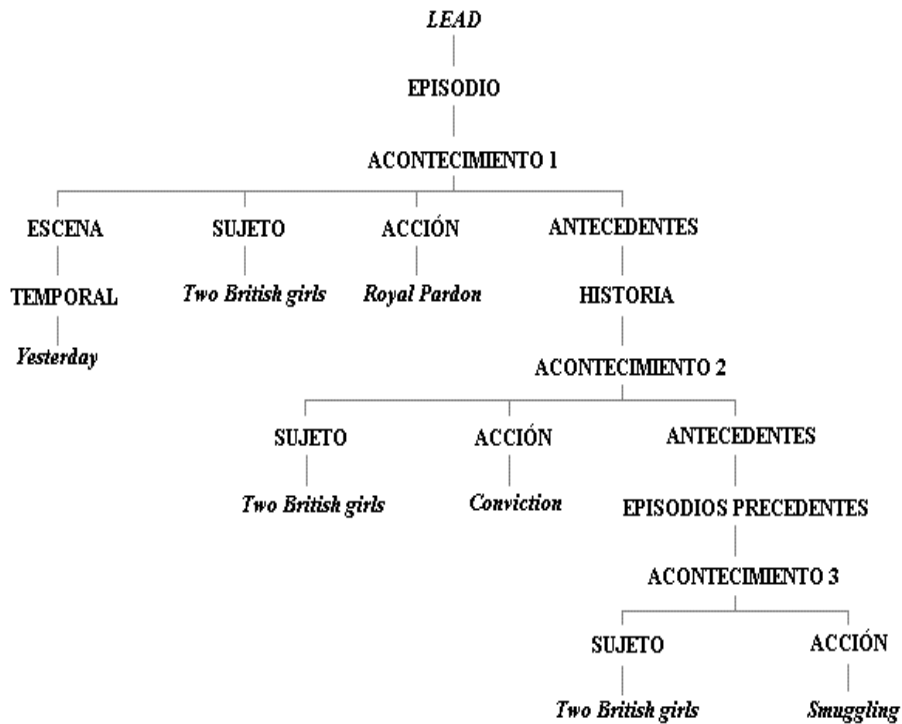 LEAD
EPISODIO
ACONTECIMIENTO 1
ESCENA SUJETO ACCIÓN ANTECEDENTES
TEMPORAL Two British girls Royal Pardon HISTORIA
Yesterday
ACONTECIMIENTO 2
SUJETO ACCIÓN ANTECEDENTES
Two British girls Conviction EPISODIOS PRECEDENTES
ACONTECIMIENTO 3
SUJETO ACCIÓN
Two British girls Smuggling